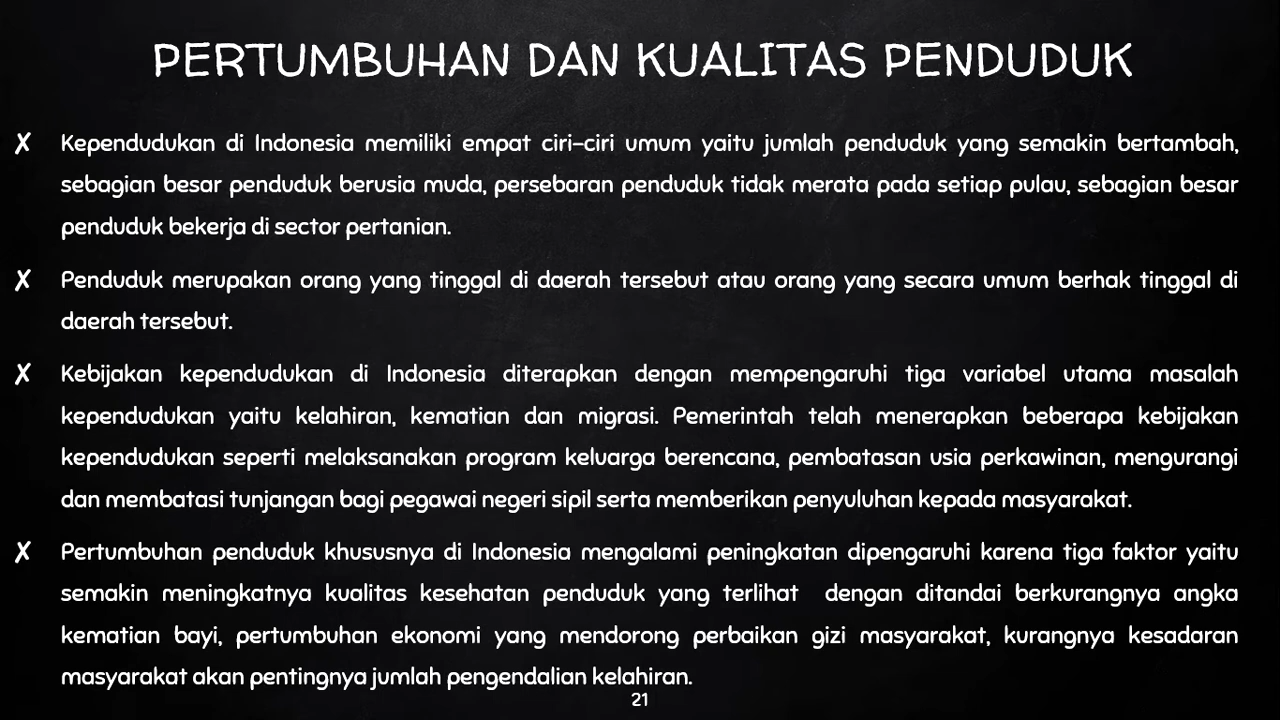 PERTUMBUHAN DAN KUALITAS PENDUDUK
✗ Kependudukan di Indonesia memiliki empat ciri-ciri umum yaitu jumlah penduduk yang semakin bertambah,
sebagian besar penduduk berusia muda, persebaran penduduk tidak merata pada setiap pulau, sebagian besar
penduduk bekerja di sector pertanian.
✗ Penduduk merupakan orang yang tinggal di daerah tersebut atau orang yang secara umum berhak tinggal di
daerah tersebut.
✗ Kebijakan kependudukan di Indonesia diterapkan dengan mempengaruhi tiga variabel utama masalah
kependudukan yaitu kelahiran, kematian dan migrasi. Pemerintah telah menerapkan beberapa kebijakan
kependudukan seperti melaksanakan program keluarga berencana, pembatasan usia perkawinan, mengurangi
dan membatasi tunjangan bagi pegawai negeri sipil serta memberikan penyuluhan kepada masyarakat.
✗ Pertumbuhan penduduk khususnya di Indonesia mengalami peningkatan dipengaruhi karena tiga faktor yaitu
semakin meningkatnya kualitas kesehatan penduduk yang terlihat dengan ditandai berkurangnya angka
kematian bayi, pertumbuhan ekonomi yang mendorong perbaikan gizi masyarakat, kurangnya kesadaran
masyarakat akan pentingnya jumlah pengendalian kelahiran.
21